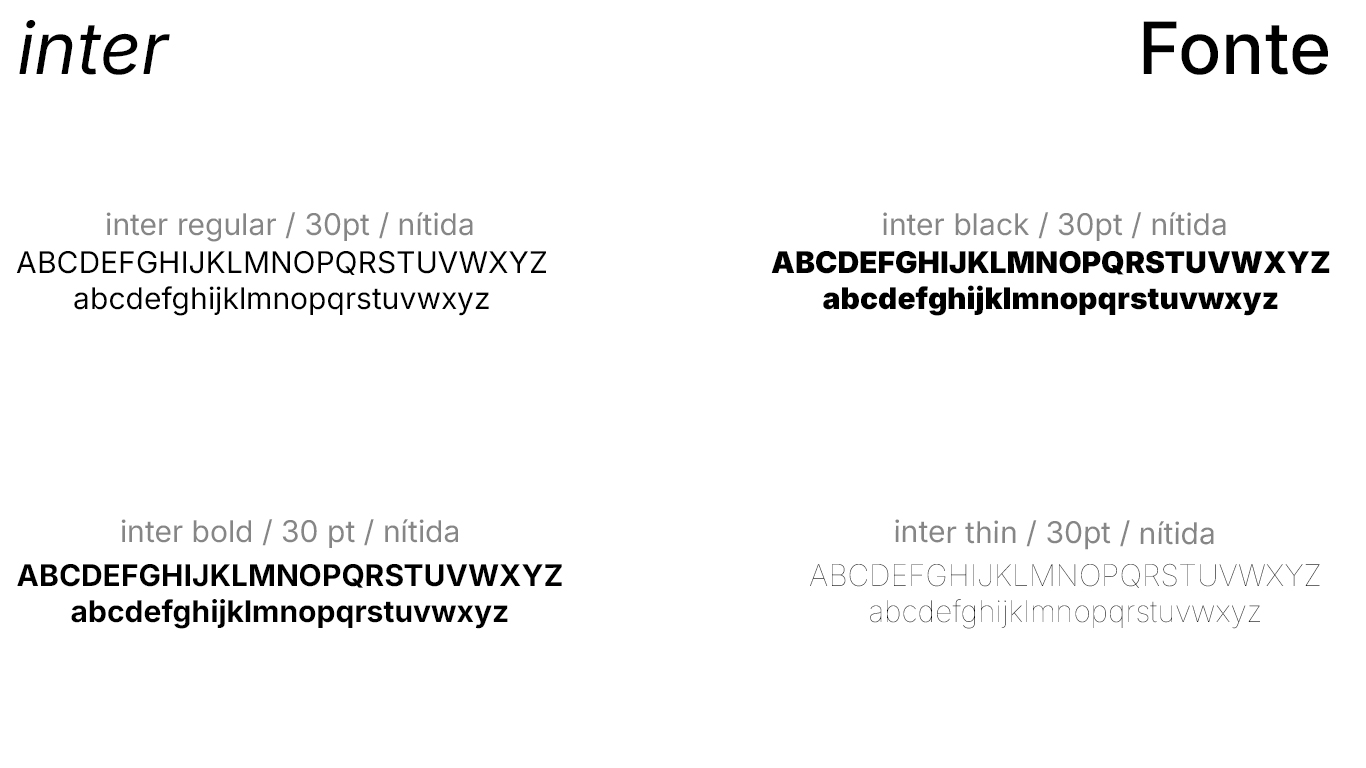 inter
Fonte
inter regular / 30pt / nítida
ABCDEFGHIJKLMNOPQRSTUVWXYZ
abcdefghijklmnopqrstuvwxyz
inter black / 30pt / nítida
ABCDEFGHIJKLMNOPQRSTUVWXYZ
abcdefghijklmnopqrstuvwxyz
inter bold / 30 pt / nítida
ABCDEFGHIJKLMNOPQRSTUVWXYZ
abcdefghijklmnopqrstuvwxyz
inter thin / 30pt / nítida
ABCDEFGHIJKLMNOPQRSTUVWXYZ
abcdefghijklmnopqrstuvwxyz